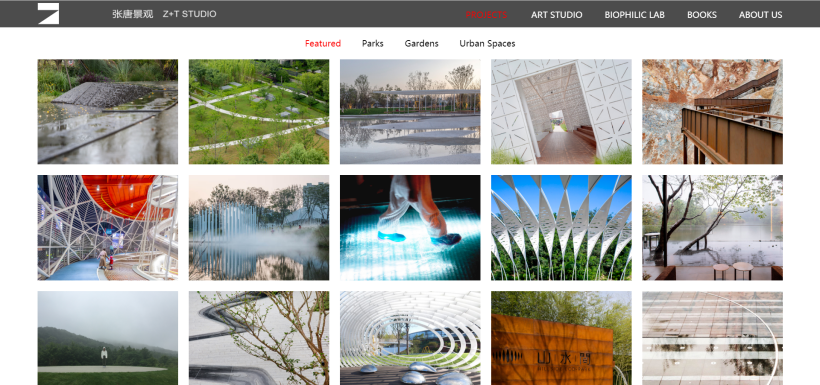 张唐景观 Z+T STUDIO
PROJECTS ART STUDIO BIOPHILIC LAB BOOKS ABOUT US
Featured Parks Gardens Urban Spaces
山水間